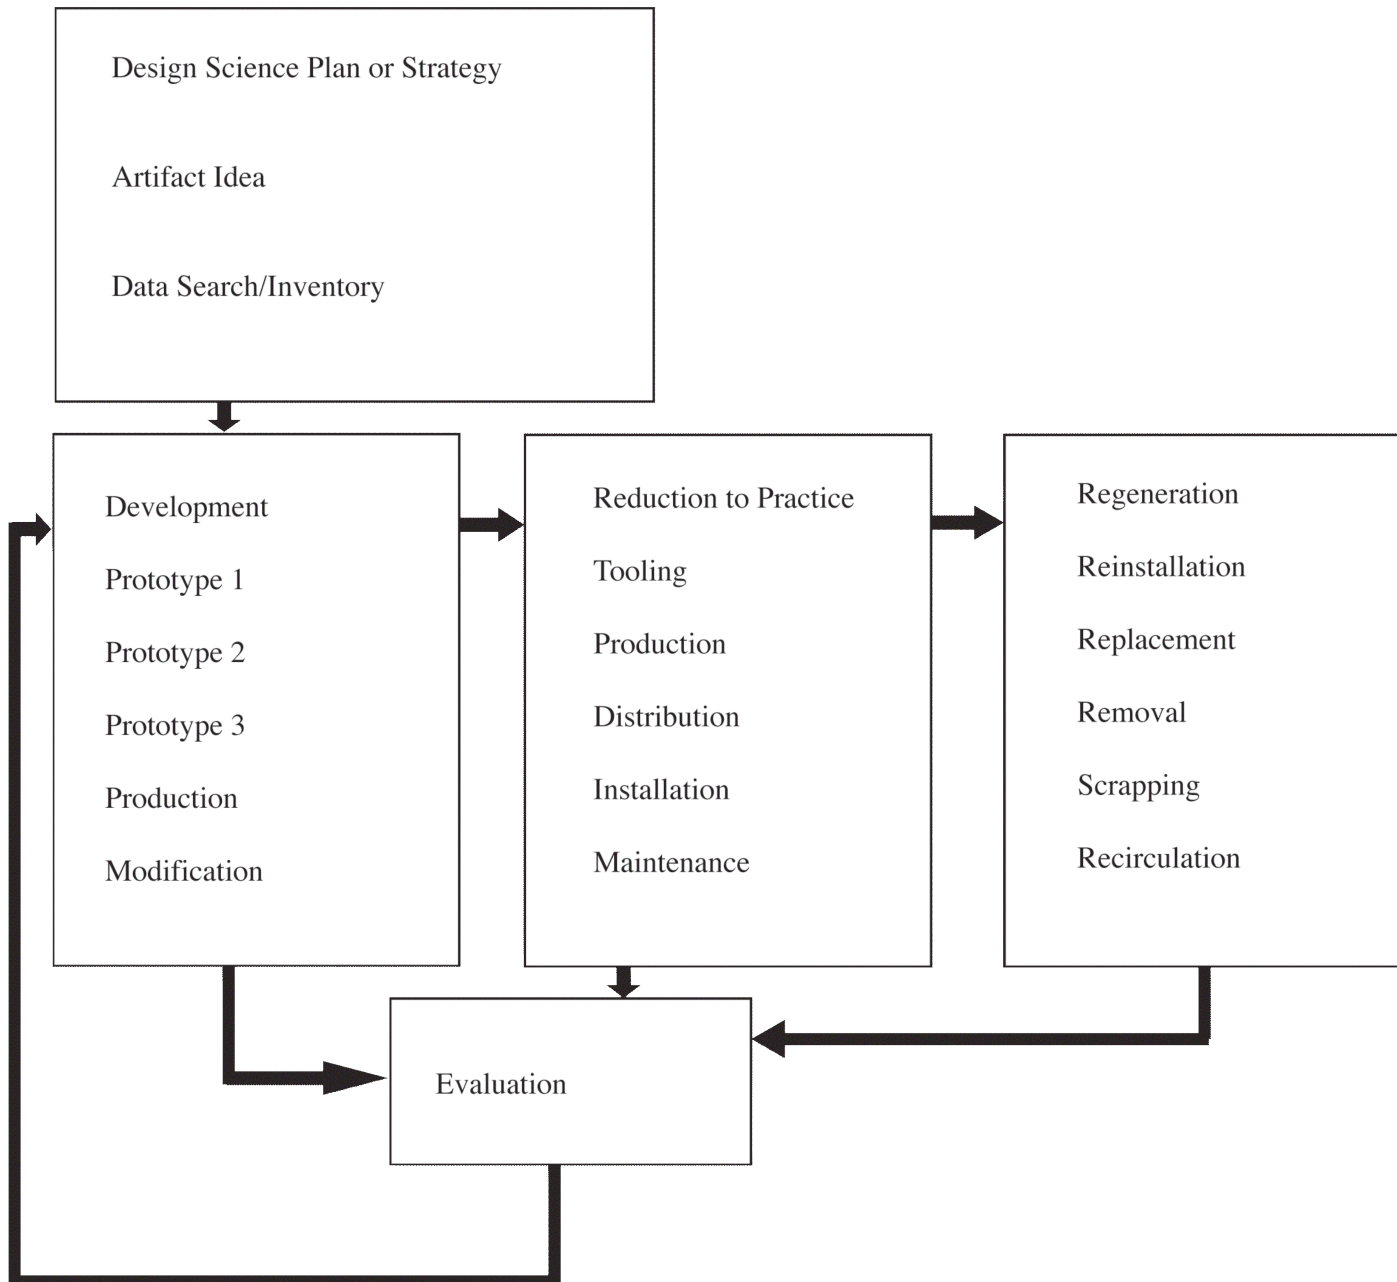 Design Science Plan or Strategy
Artifact Idea
Data Search/Inventory
Development
Prototype 1
Prototype 2
Prototype 3
Production
Modification
Reduction to Practice
Tooling
Production
Distribution
Installation
Maintenance
Regeneration
Reinstallation
Replacement
Removal
Scrapping
Recirculation
Evaluation